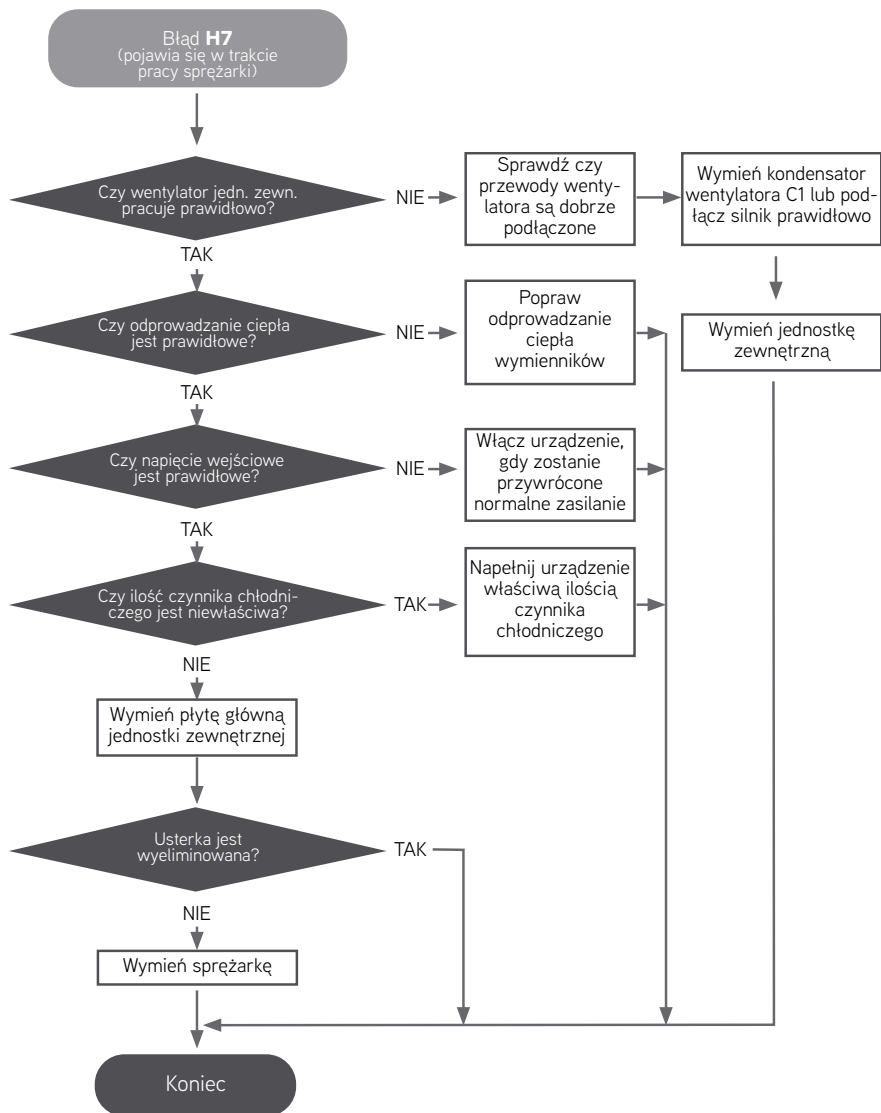 Błąd H7
(pojawia się w trakcie
pracy sprężarki)
Czy wentylator jedn. zewn.
pracuje prawidłowo?
NIE
Sprawdź czy
przewody wenty-
latora są dobrze
podłączone
Wymień kondensator
wentylatora C1 lub pod-
łącz silnik prawidłowo
TAK
Czy odprowadzanie ciepła
jest prawidłowe?
NIE
Popraw
odprowadzanie
ciepła
wymienników
Wymień jednostkę
zewnętrzną
TAK
Czy napięcie wejściowe
jest prawidłowe?
NIE
Włącz urządzenie,
gdy zostanie
przywrócone
normalne zasilanie
TAK
Czy ilość czynnika chłodni-
czego jest niewłaściwa?
TAK
Napełnij urządzenie
właściwą ilością
czynnika
chłodniczego
NIE
Wymień płytę główną
jednostki zewnętrznej
Usterka jest
wyeliminowana?
TAK
NIE
Wymień sprężarkę
Koniec